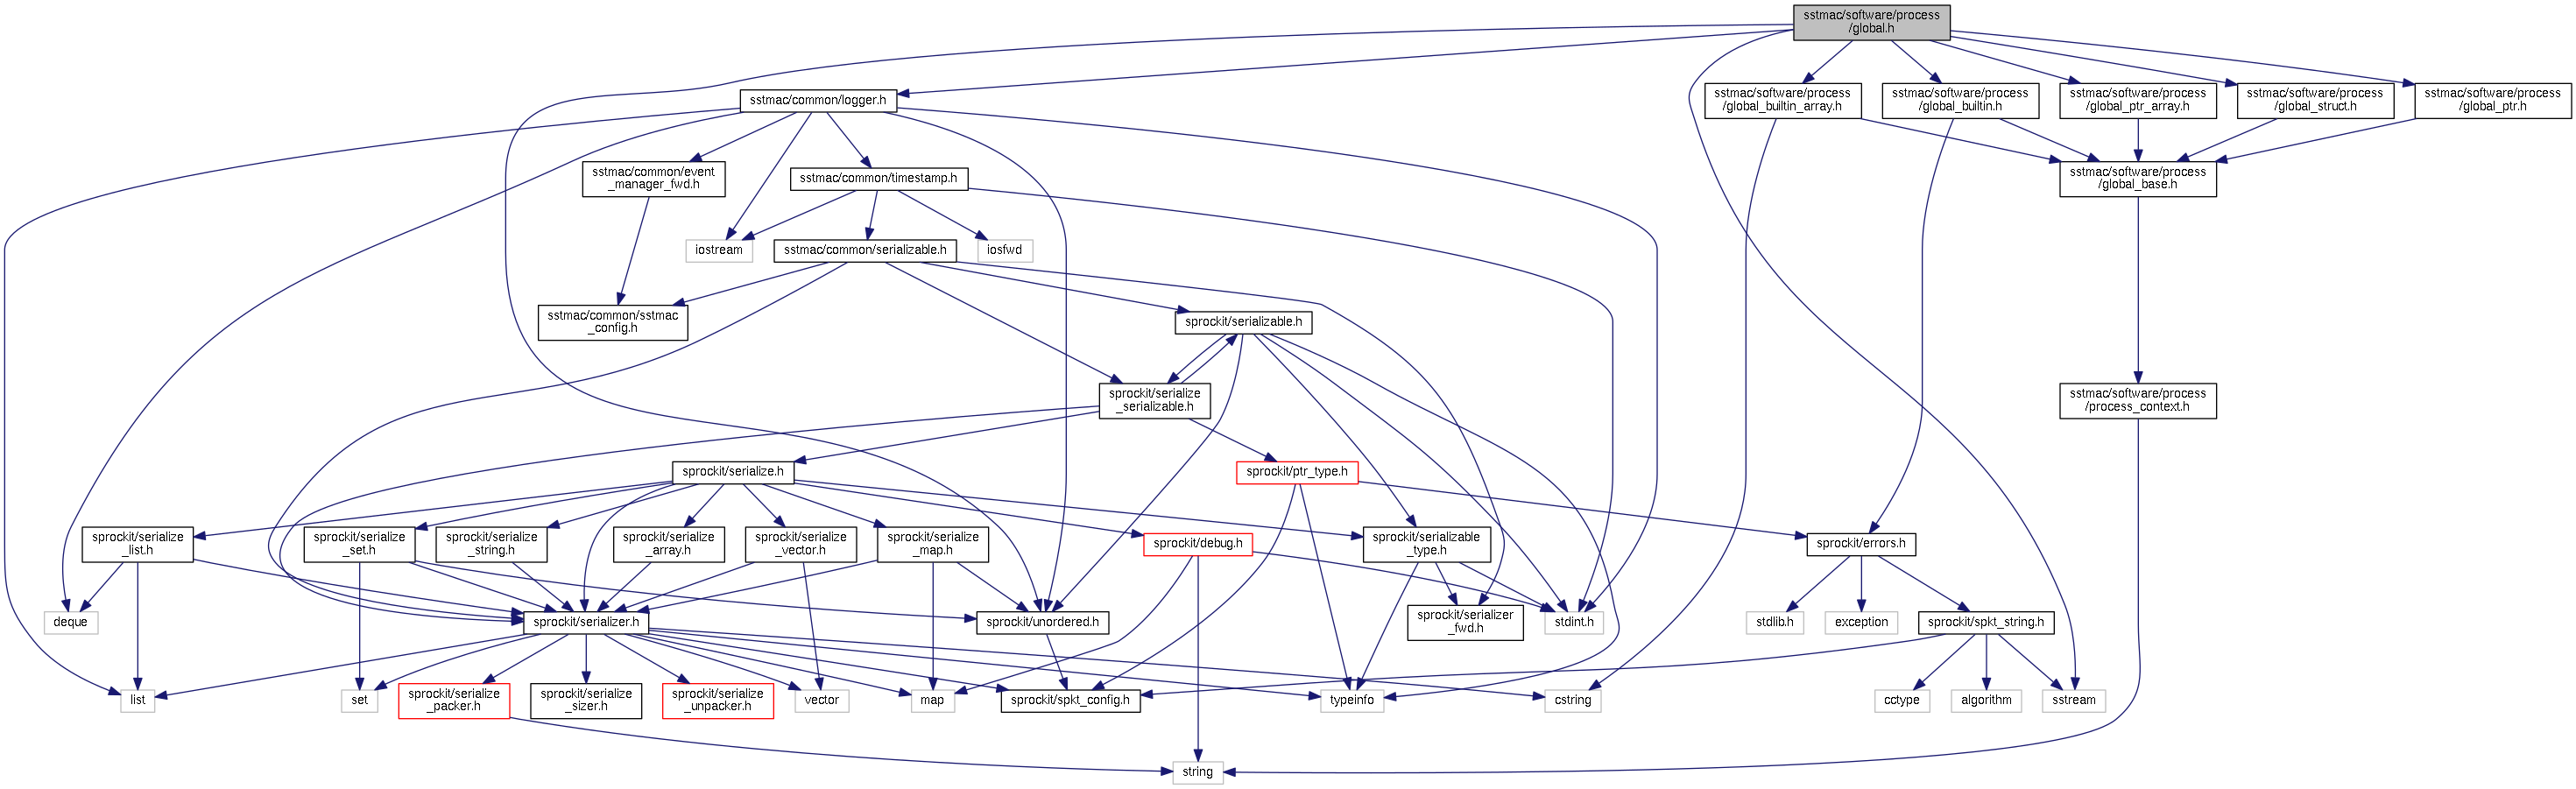 sstmac/software/process
/global.h
sstmac/common/logger.h
sstmac/software/process
/global_builtin_array.h
sstmac/software/process
/global_builtin.h
sstmac/software/process
/global_ptr_array.h
sstmac/software/process
/global_struct.h
sstmac/software/process
/global_ptr.h
sstmac/common/event
_manager_fwd.h
sstmac/common/timestamp.h
sstmac/software/process
/global_base.h
iostream
sstmac/common/serializable.h
iosfwd
sstmac/common/sstmac
_config.h
sprockit/serializable.h
sprockit/serialize
_serializable.h
sstmac/software/process
/process_context.h
sprockit/serialize.h
sprockit/ptr_type.h
sprockit/serialize
_list.h
sprockit/serialize
_set.h
sprockit/serialize
_string.h
sprockit/serialize
_array.h
sprockit/serialize
_vector.h
sprockit/serialize
_map.h
sprockit/debug.h
sprockit/serializable
_type.h
sprockit/errors.h
deque
sprockit/serializer.h
sprockit/unordered.h
sprockit/serializer
_fwd.h
stdint.h
stdlib.h
exception
sprockit/spkt_string.h
list
set
sprockit/serialize
_packer.h
sprockit/serialize
_sizer.h
sprockit/serialize
_unpacker.h
vector
map
sprockit/spkt_config.h
typeinfo
cstring
cctype
algorithm
sstream
string